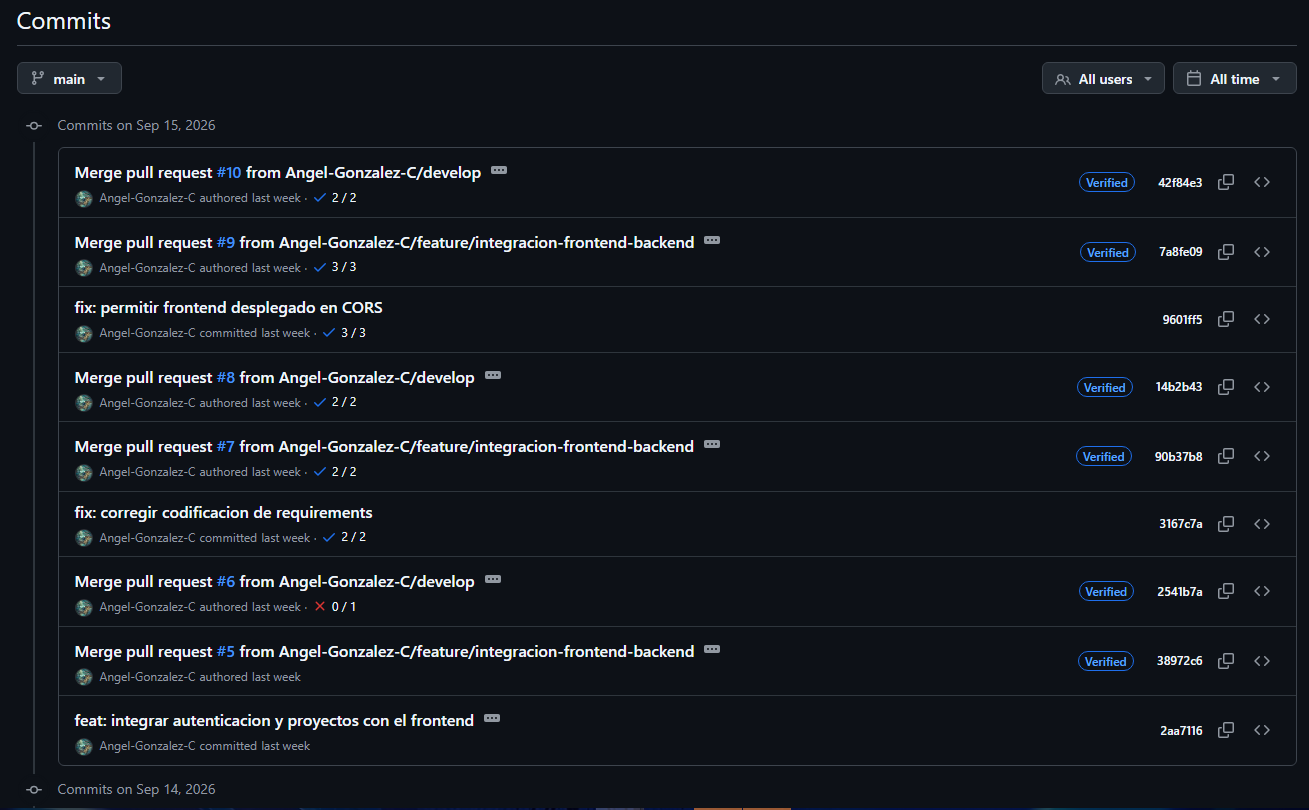 Commits
main
All users
All time
Commits on Sep 15, 2026
Merge pull request #10 from Angel-Gonzalez-C/develop
Verified
42f84e3
Angel-Gonzalez-C authored last week · 2 / 2
Merge pull request #9 from Angel-Gonzalez-C/feature/integracion-frontend-backend
Verified
7a8fe09
Angel-Gonzalez-C authored last week · 3 / 3
fix: permitir frontend desplegado en CORS
9601ff5
Angel-Gonzalez-C committed last week · 3 / 3
Merge pull request #8 from Angel-Gonzalez-C/develop
Verified
14b2b43
Angel-Gonzalez-C authored last week · 2 / 2
Merge pull request #7 from Angel-Gonzalez-C/feature/integracion-frontend-backend
Verified
90b37b8
Angel-Gonzalez-C authored last week · 2 / 2
fix: corregir codificacion de requirements
3167c7a
Angel-Gonzalez-C committed last week · 2 / 2
Merge pull request #6 from Angel-Gonzalez-C/develop
Verified
2541b7a
Angel-Gonzalez-C authored last week · 0 / 1
Merge pull request #5 from Angel-Gonzalez-C/feature/integracion-frontend-backend
Verified
38972c6
Angel-Gonzalez-C authored last week
feat: integrar autenticacion y proyectos con el frontend
2aa7116
Angel-Gonzalez-C committed last week
Commits on Sep 14, 2026